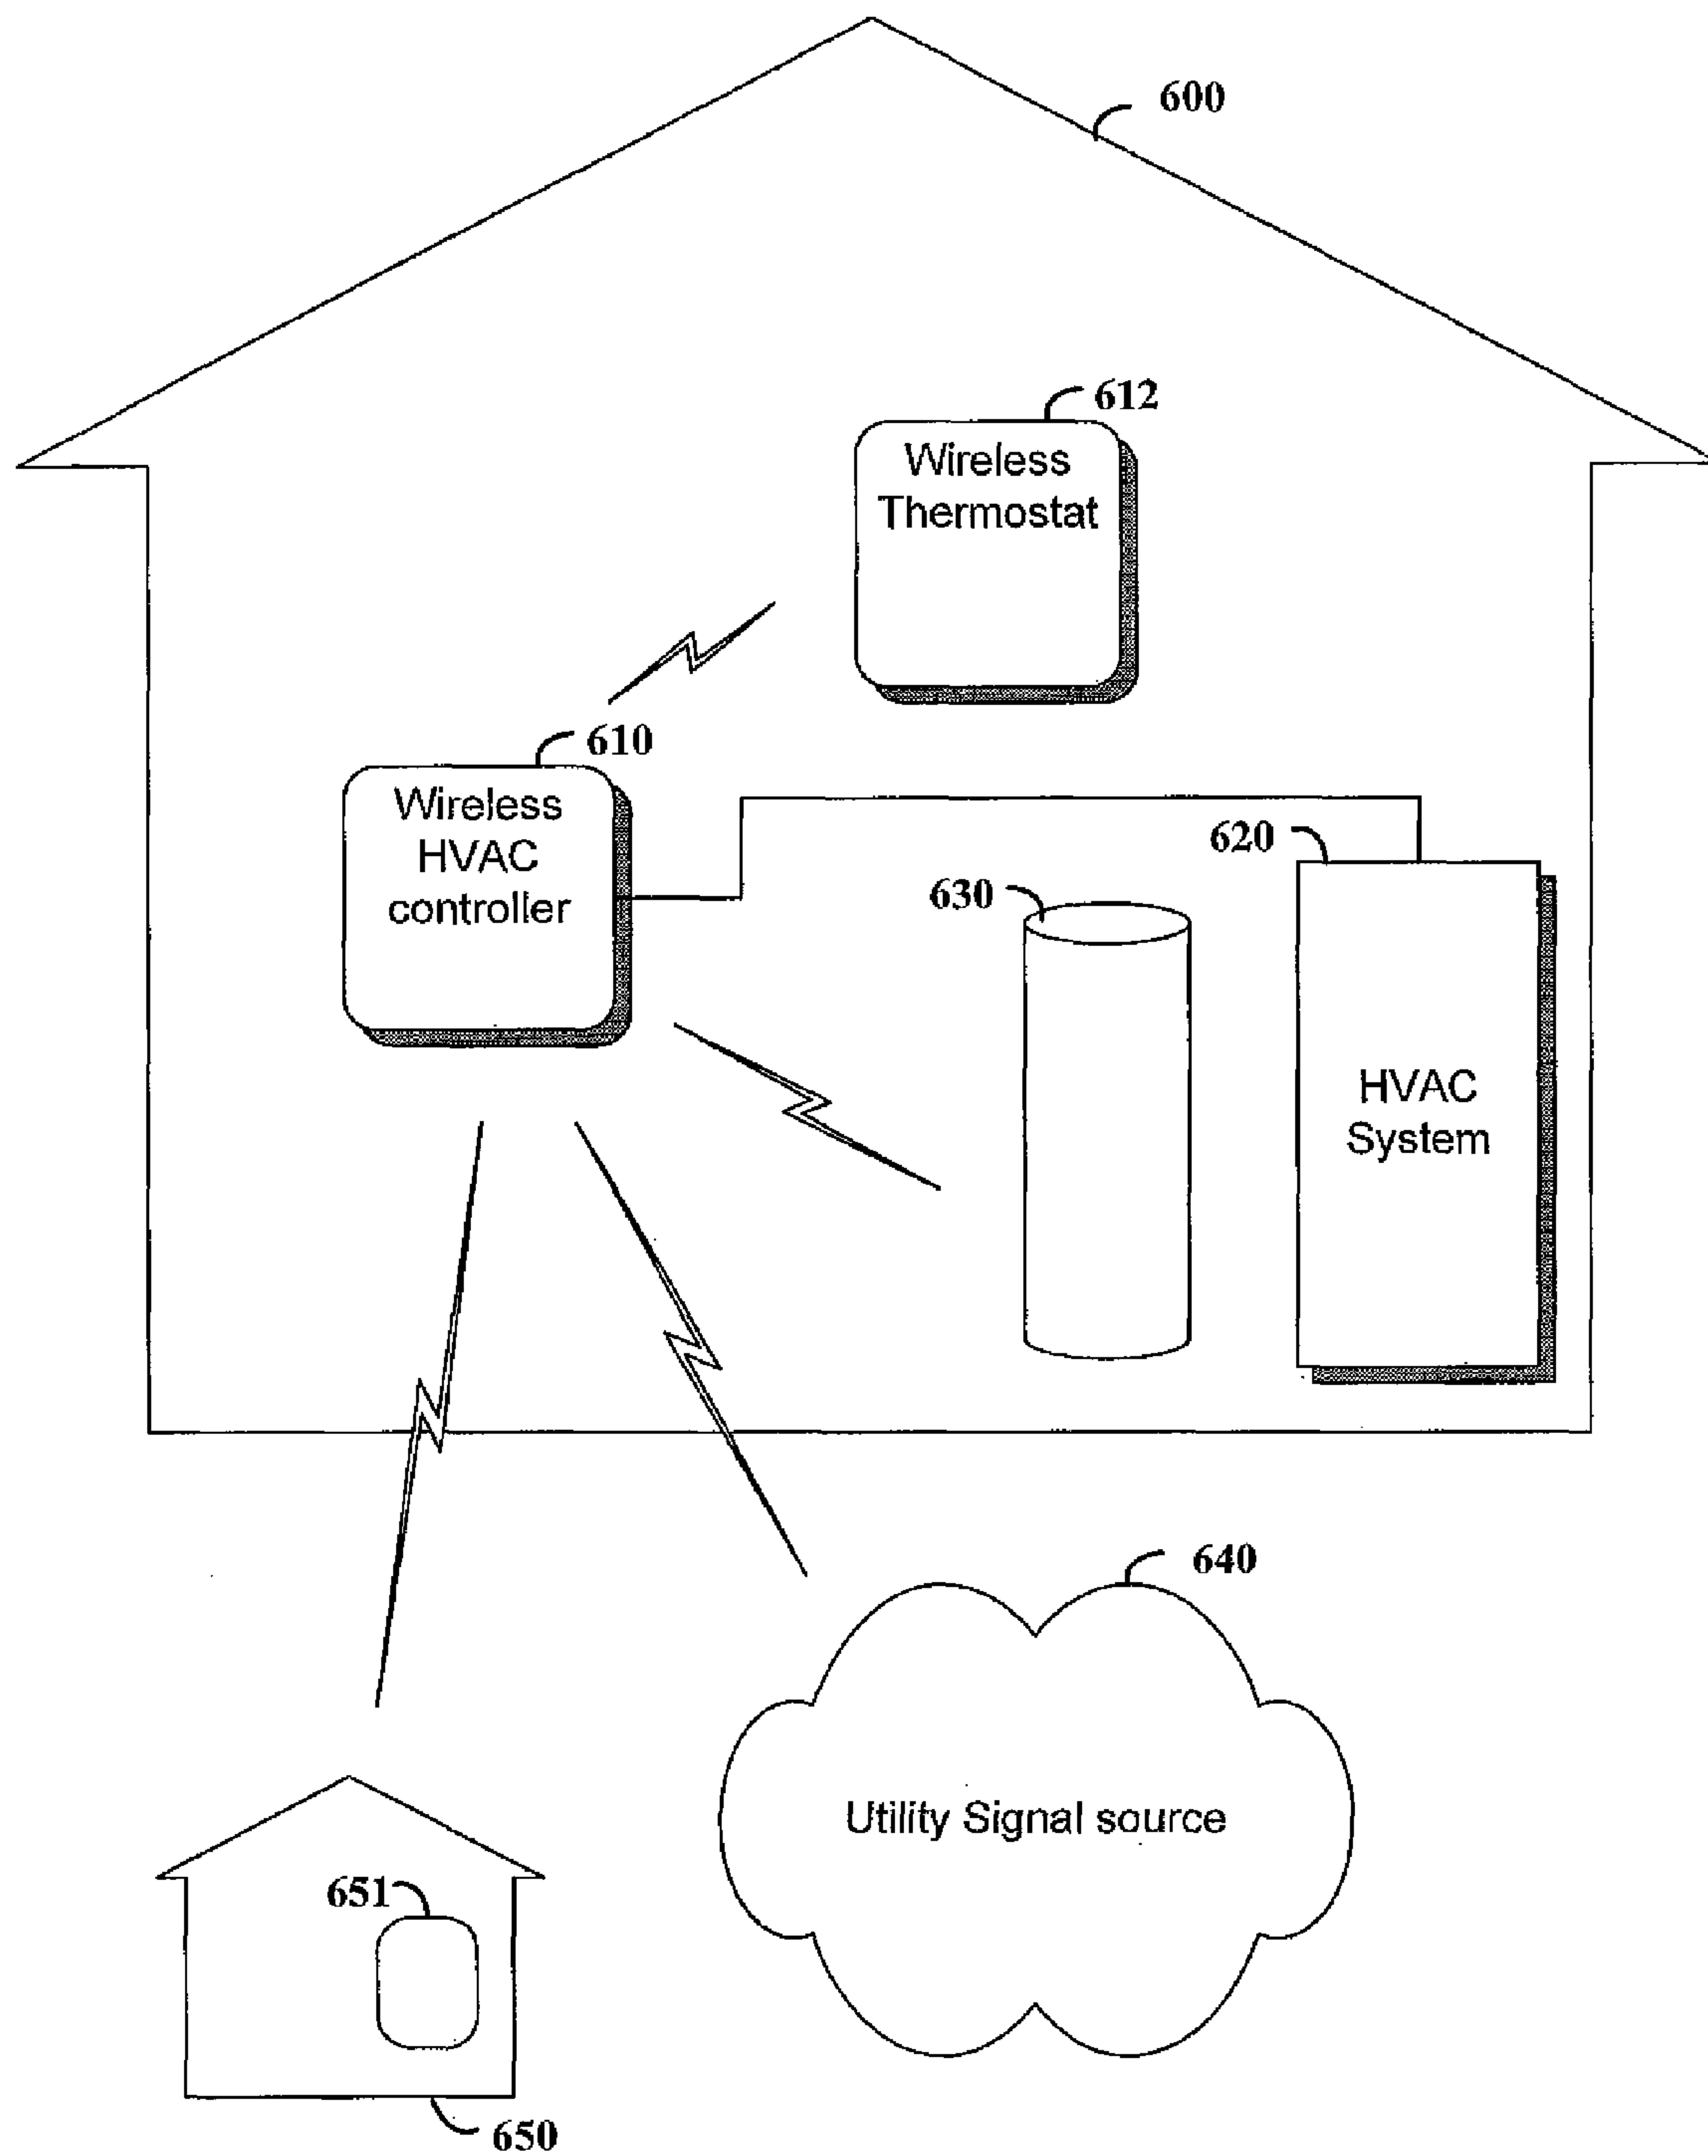 600
612
Wireless
Thermostat
610
Wireless
HVAC
controller
620
630
HVAC
System
640
Utility Signal source
651
650